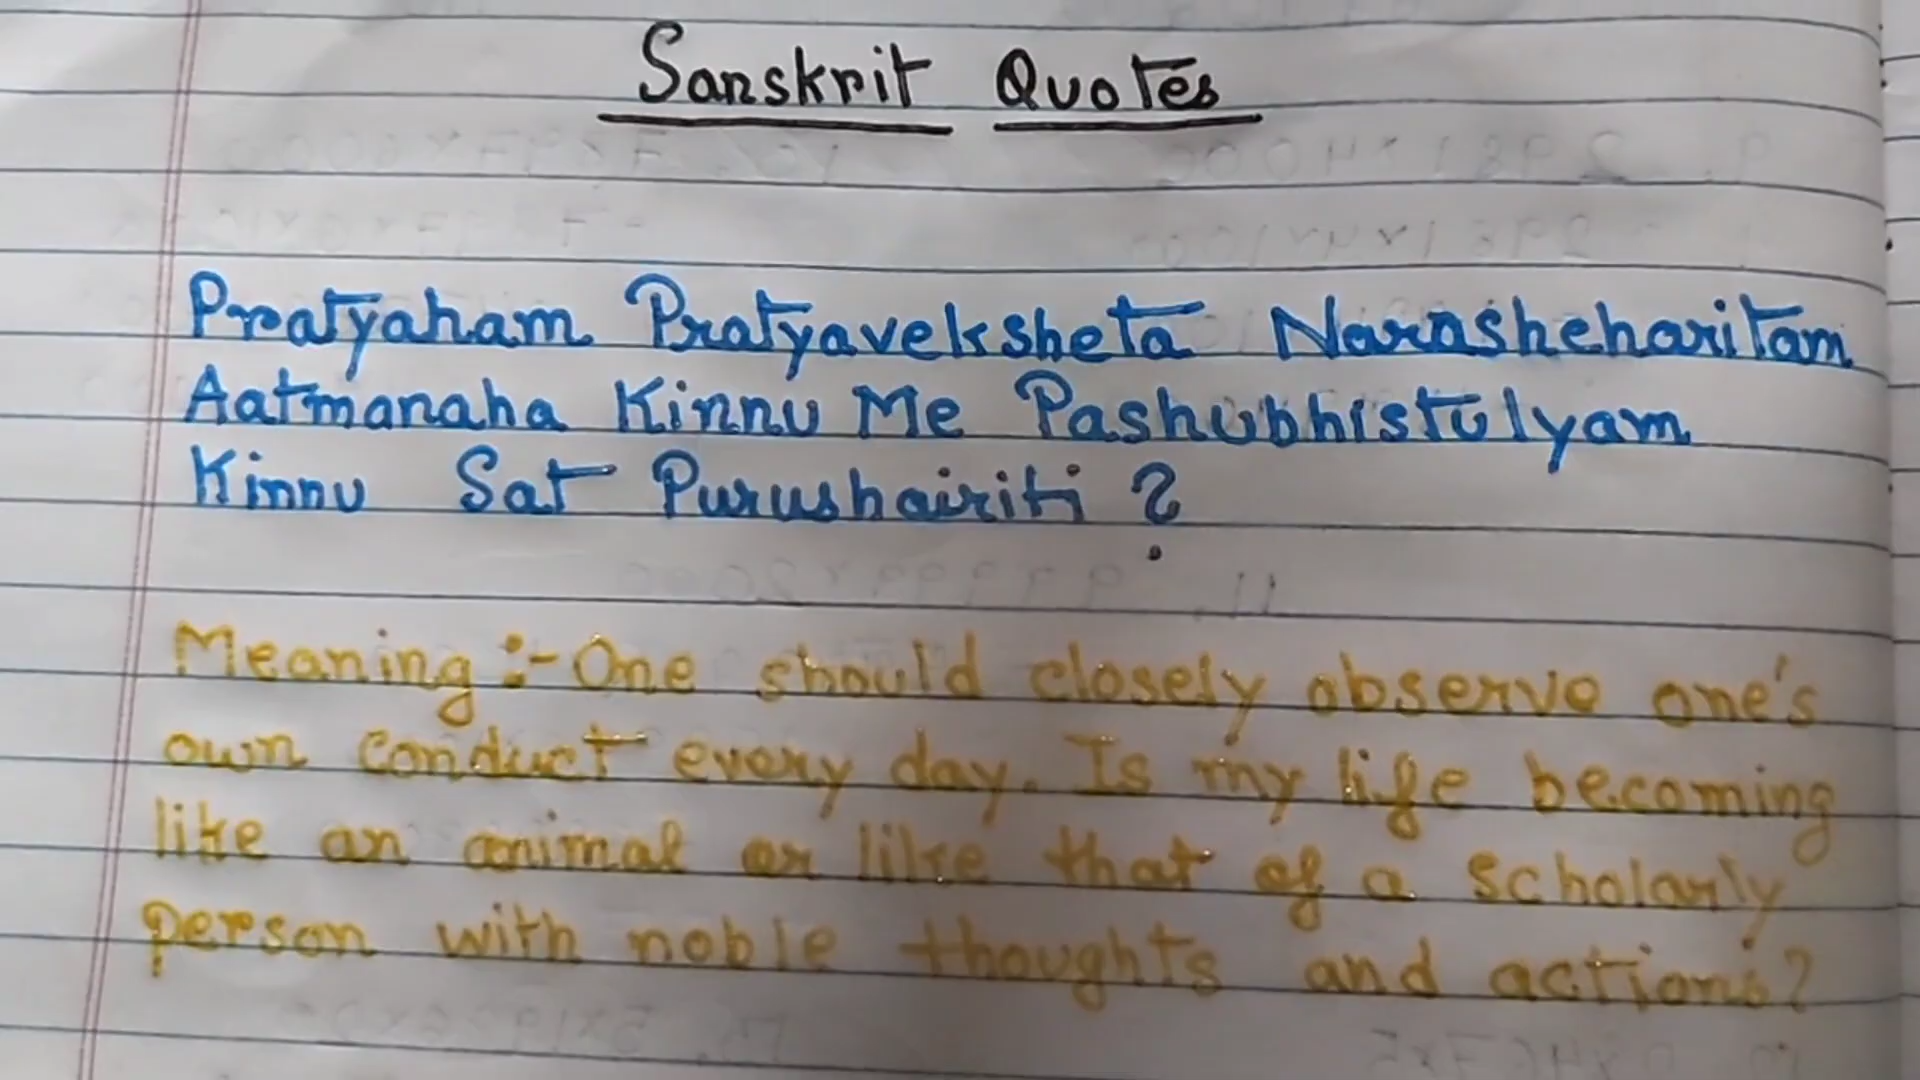 Sanskrit Quotes
Pratyaham Pratyaveksheta Narashcharitam
Aatmanaha Kinnu Me Pashubhistulyam
Kinnu Sat Purushairiti ?
Meaning :- One should closely observe one's
own conduct every day. Is my life becoming
like an animal or like that of a scholarly
person with noble thoughts and actions?